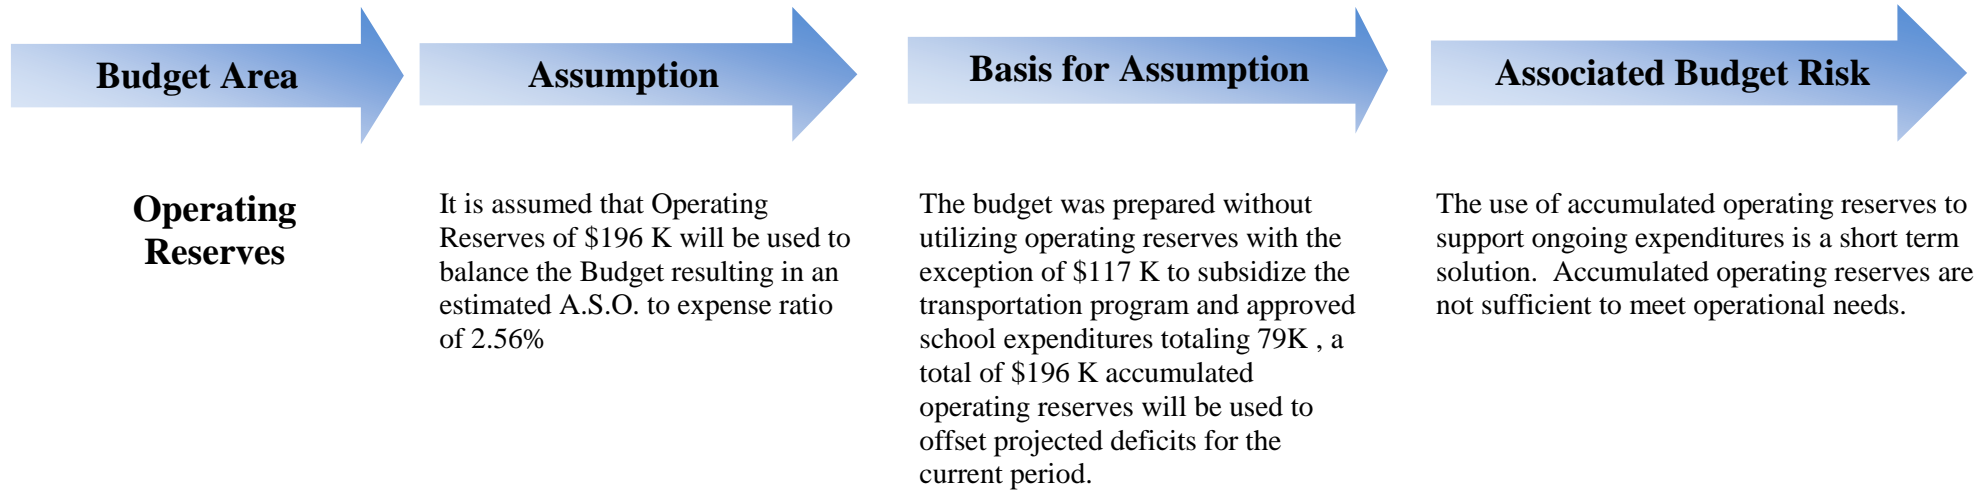 Budget Area
Assumption
Basis for Assumption
Associated Budget Risk
Operating
Reserves
It is assumed that Operating
Reserves of $196 K will be used to
balance the Budget resulting in an
estimated A.S.O. to expense ratio
of 2.56%
The budget was prepared without
utilizing operating reserves with the
exception of $117 K to subsidize the
transportation program and approved
school expenditures totaling 79K , a
total of $196 K accumulated
operating reserves will be used to
offset projected deficits for the
current period.
The use of accumulated operating reserves to
support ongoing expenditures is a short term
solution.  Accumulated operating reserves are
not sufficient to meet operational needs.